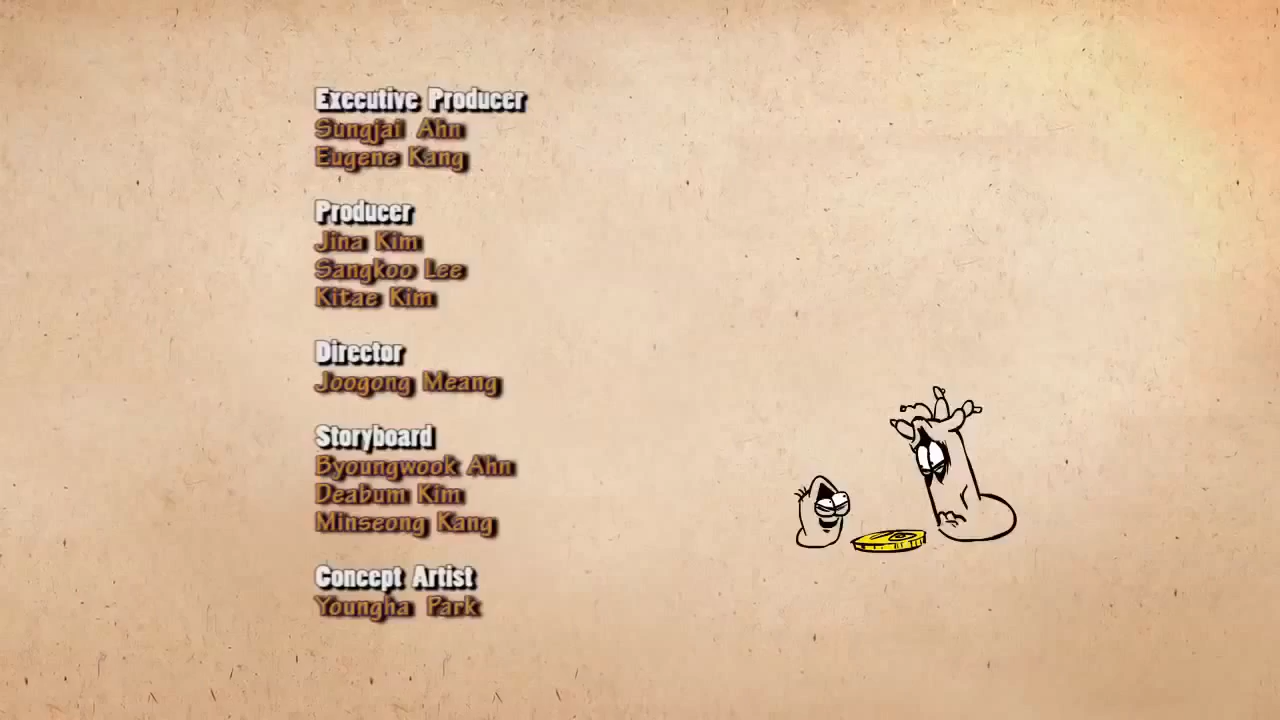 Executive Producer
Sungjai Ahn
Eugene Kang
Producer
Jina Kim
Sangkoo Lee
Kitae Kim
Director
Joogong Meang
Storyboard
Byoungwook Ahn
Deabum Kim
Minseong Kang
Concept Artist
Youngha Park